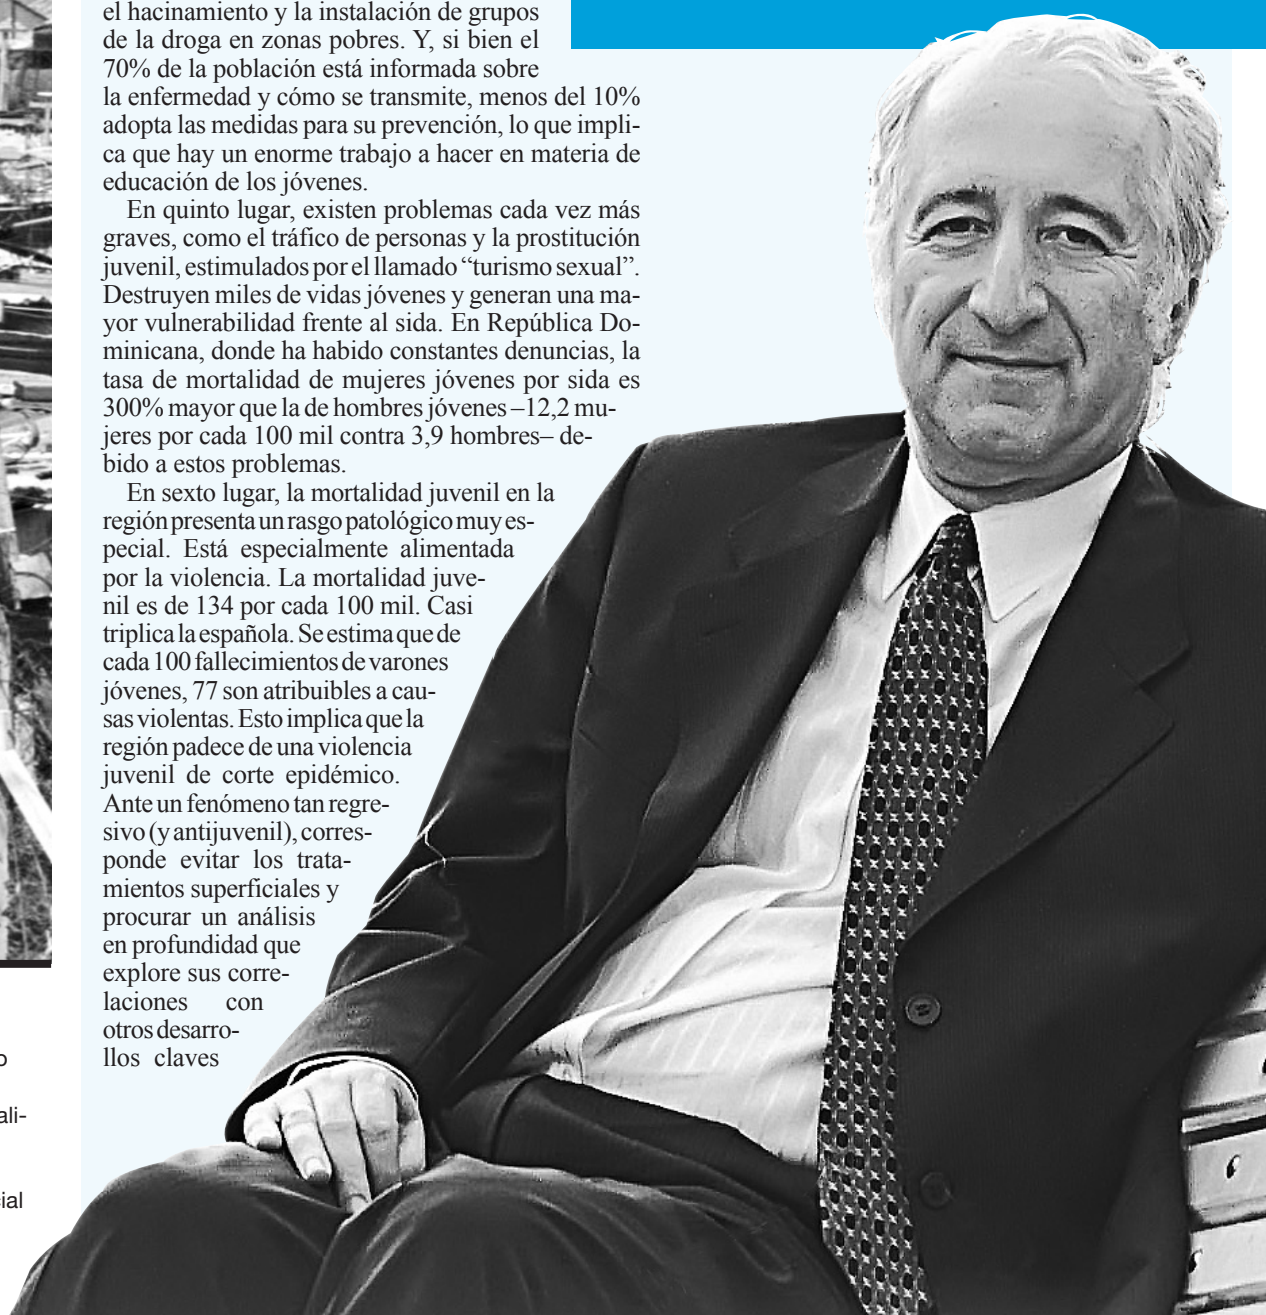 el hacinamiento y la instalación de grupos
de la droga en zonas pobres. Y, si bien el
70% de la población está informada sobre
la enfermedad y cómo se transmite, menos del 10%
adopta las medidas para su prevención, lo que impli-
ca que hay un enorme trabajo a hacer en materia de
educación de los jóvenes.
En quinto lugar, existen problemas cada vez más
graves, como el tráfico de personas y la prostitución
juvenil, estimulados por el llamado “turismo sexual”.
Destruyen miles de vidas jóvenes y generan una ma-
yor vulnerabilidad frente al sida. En República Do-
minicana, donde ha habido constantes denuncias, la
tasa de mortalidad de mujeres jóvenes por sida es
300% mayor que la de hombres jóvenes –12,2 mu-
jeres por cada 100 mil contra 3,9 hombres– de-
bido a estos problemas.
En sexto lugar, la mortalidad juvenil en la
región presenta un rasgo patológico muy es-
pecial. Está especialmente alimentada
por la violencia. La mortalidad juve-
nil es de 134 por cada 100 mil. Casi
triplica la española. Se estima que de
cada 100 fallecimientos de varones
jóvenes, 77 son atribuibles a cau-
sas violentas. Esto implica que la
región padece de una violencia
juvenil de corte epidémico.
Ante un fenómeno tan regre-
sivo (y antijuvenil), corres-
ponde evitar los trata-
mientos superficiales y
procurar un análisis
en profundidad que
explore sus corre-
laciones con
otros desarro-
llos claves
o
ali-
ial